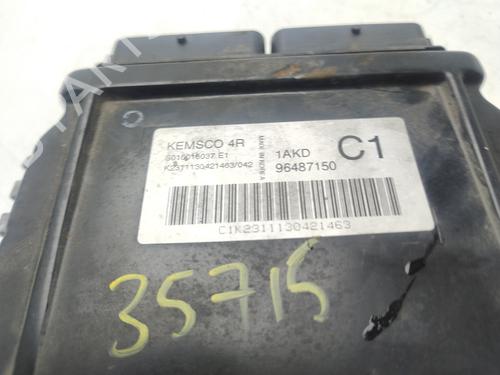 KEMSCO 4R
S010016037 E1
K2311130421463/042
MADE IN KOREA
1AKD
96487150
C1
C1K2311130421463
35715